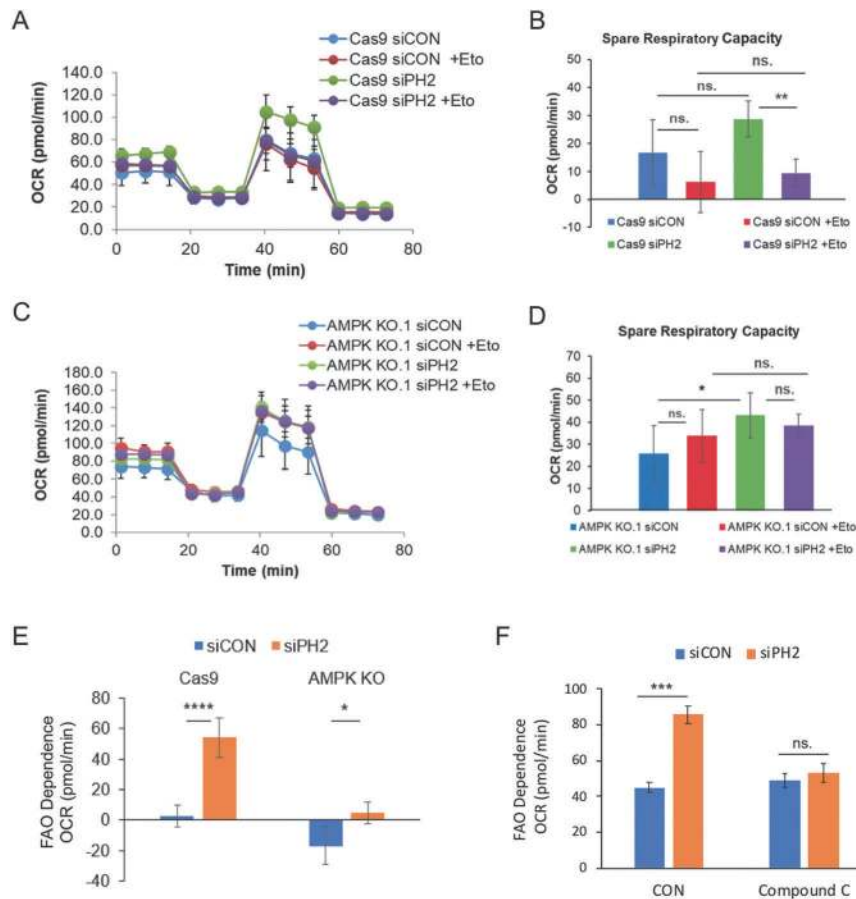 A
Cas9 siCON
Cas9 siCON +Eto
Cas9 siPH2
Cas9 siPH2 +Eto
OCR (pmol/min)
140.0
120.0
100.0
80.0
60.0
40.0
20.0
0.0
0 20 40 60 80
Time (min)
B
Spare Respiratory Capacity
OCR (pmol/min)
50
40
30
20
10
0
-10
ns.
ns.
ns.
**
Cas9 siCON
Cas9 siCON +Eto
Cas9 siPH2
Cas9 siPH2 +Eto
C
AMPK KO.1 siCON
AMPK KO.1 siCON +Eto
AMPK KO.1 siPH2
AMPK KO.1 siPH2 +Eto
OCR (pmol/min)
180.0
160.0
140.0
120.0
100.0
80.0
60.0
40.0
20.0
0.0
0 20 40 60 80
Time (min)
D
Spare Respiratory Capacity
OCR (pmol/min)
70
60
50
40
30
20
10
0
ns.
*
ns.
ns.
AMPK KO.1 siCON
AMPK KO.1 siCON +Eto
AMPK KO.1 siPH2
AMPK KO.1 siPH2 +Eto
E
siCON siPH2
Cas9 AMPK KO
FAO Dependence
OCR (pmol/min)
80
60
40
20
0
-20
-40
****
*
F
siCON siPH2
FAO Dependence
OCR (pmol/min)
100
80
60
40
20
0
***
ns.
CON Compound C